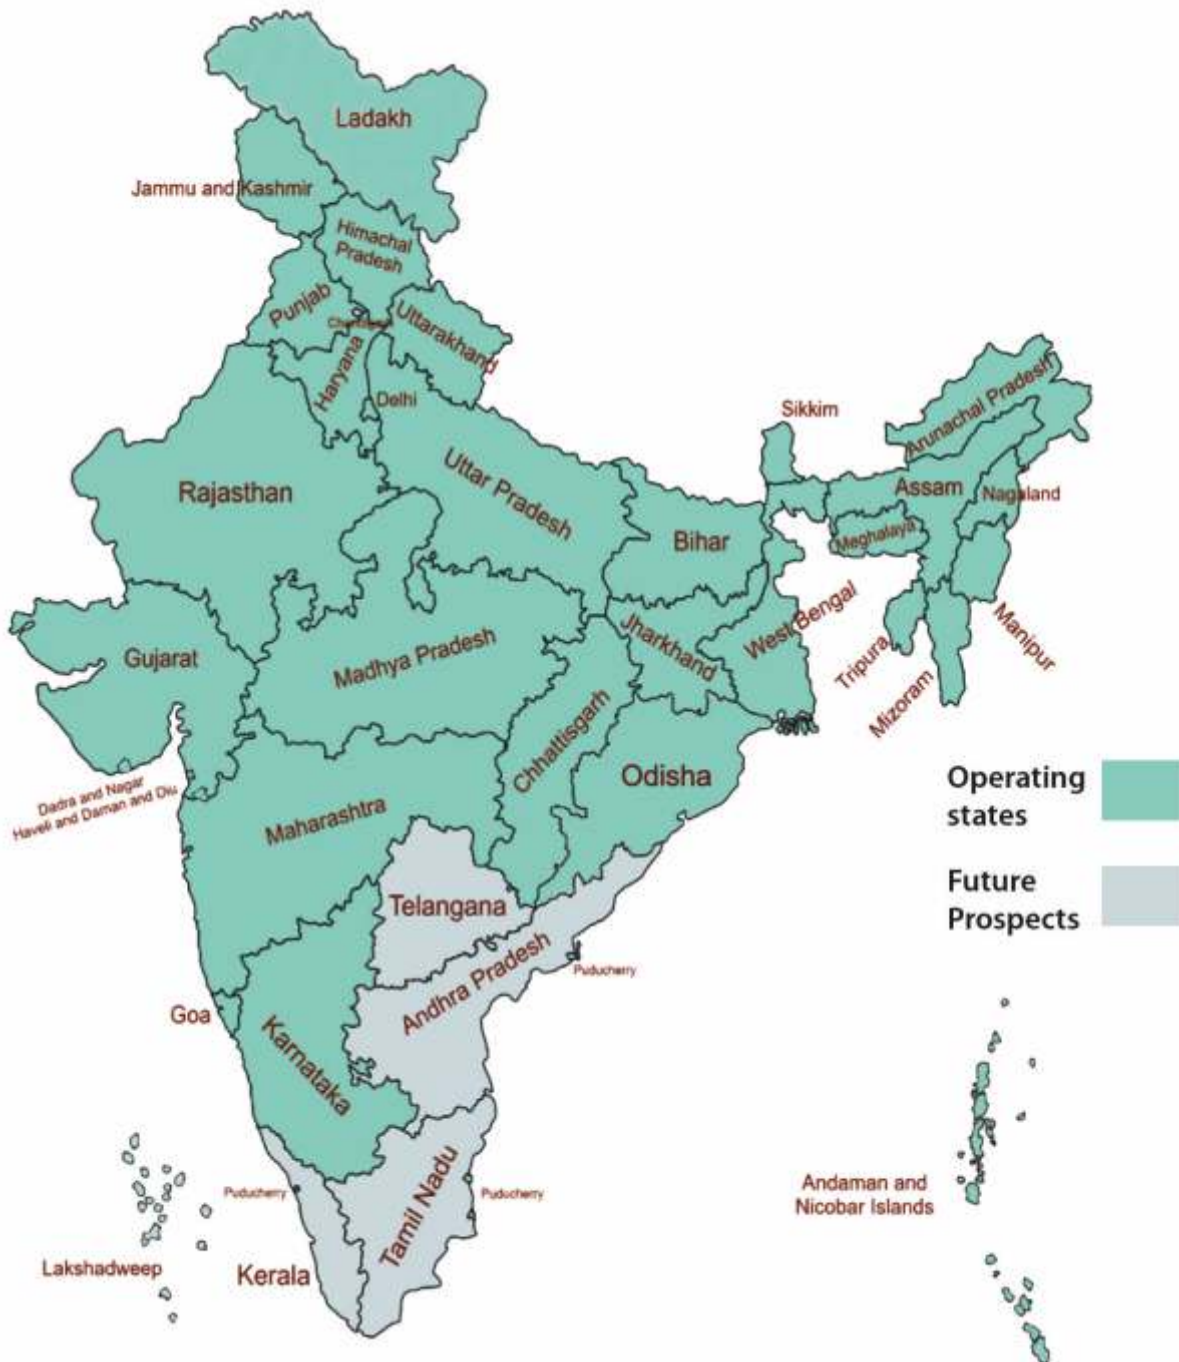 Ladakh
Jammu and Kashmir
Himachal
Pradesh
Punjab
Uttarakhand
Haryana
Delhi
Sikkim
Arunachal Pradesh
Rajasthan
Uttar Pradesh
Assam
Nagaland
Bihar
Meghalaya
Gujarat
Madhya Pradesh
Jharkhand
West Bengal
Tripura
Mizoram
Manipur
Chhattisgarh
Odisha
Dadra and Nagar
Haveli and Daman and Diu
Maharashtra
Operating
states
Future
Prospects
Telangana
Andhra Pradesh
Puducherry
Goa
Karnataka
Puducherry
Tamil Nadu
Puducherry
Andaman and
Nicobar Islands
Lakshadweep
Kerala